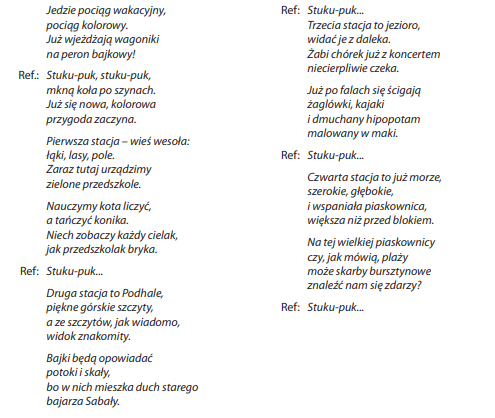 Jedzie pociąg wakacyjny,
pociąg kolorowy.
Już wjeżdżają wagoniki
na peron bajkowy!
Ref.: Stuku-puk, stuku-puk,
mkną koła po szynach.
Już się nowa, kolorowa
przygoda zaczyna.
Pierwsza stacja – wieś wesoła:
łąki, lasy, pole.
Zaraz tutaj urządzimy
zielone przedszkole.
Nauczymy kota liczyć,
a tańczyć konika.
Niech zobaczy każdy cielak,
jak przedszkolak bryka.
Ref: Stuku-puk...
Druga stacja to Podhale,
piękne górskie szczyty,
a ze szczytów, jak wiadomo,
widok znakomity.
Bajki będą opowiadać
potoki i skały,
bo w nich mieszka duch starego
bajarza Sabały.
Ref: Stuku-puk...
Trzecia stacja to jezioro,
widać je z daleka.
Żabi chórek już z koncertem
niecierpliwie czeka.
Już po falach się ścigają
żaglówki, kajaki
i dmuchany hipopotam
malowany w maki.
Ref: Stuku-puk...
Czwarta stacja to już morze,
szerokie, głębokie,
i wspaniała piaskownica,
większa niż przed blokiem.
Na tej wielkiej piaskownicy
czy, jak mówią, plaży
może skarby bursztynowe
znaleźć nam się zdarzy?
Ref: Stuku-puk...